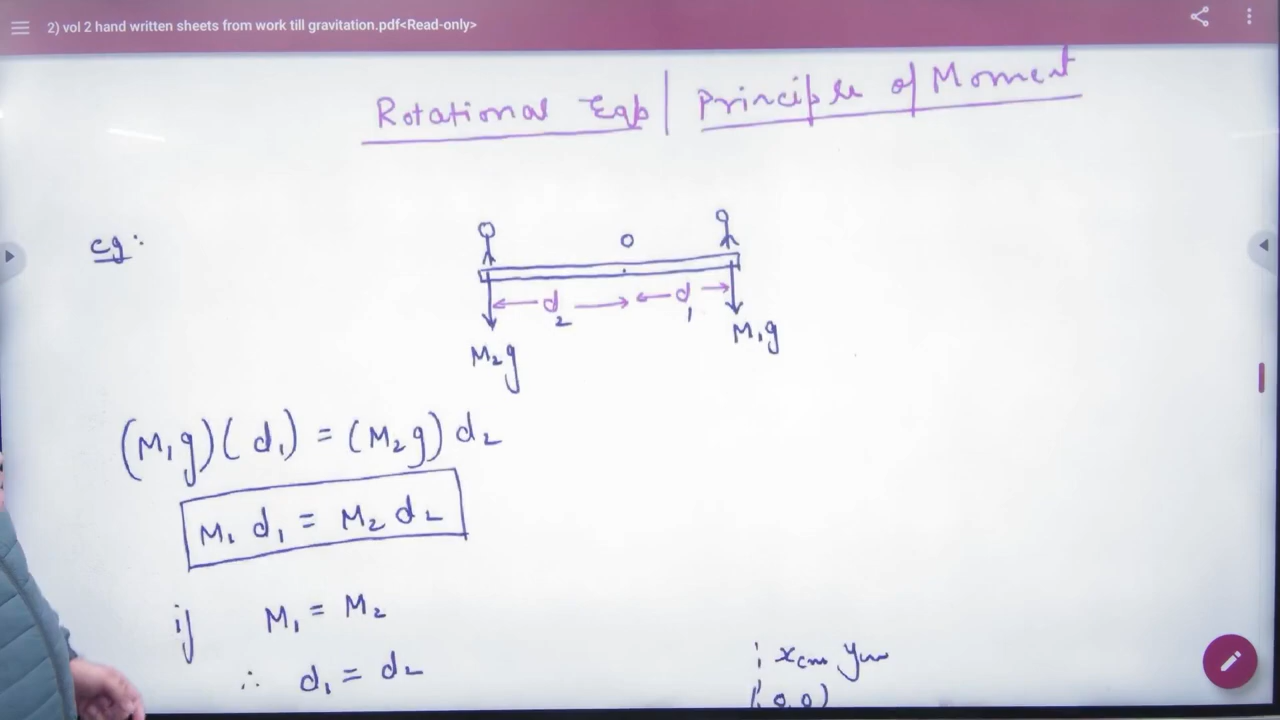 2) vol 2 hand written sheets from work till gravitation.pdf<Read-only>
Rotational Eqb | Principle of Moment
eg:
O
d₂ d₁
M₁g
M₂g
(M₁g)(d₁) = (M₂g) d₂
M₁ d₁ = M₂ d₂
if M₁ = M₂
; xcm ycm
∴ d₁ = d₂
(0,0)